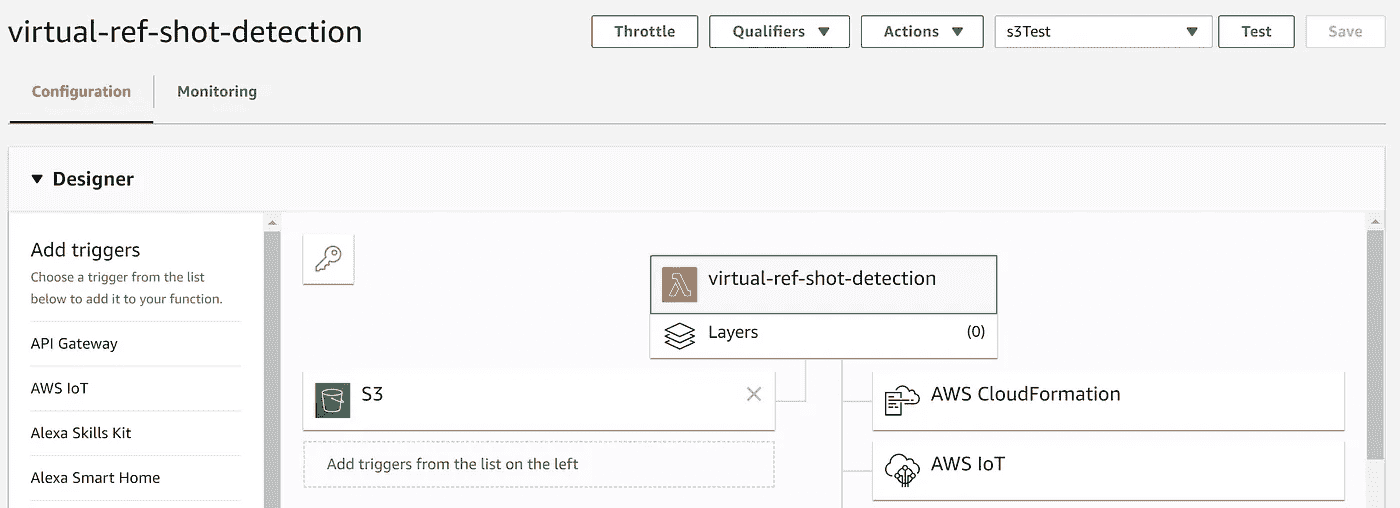 virtual-ref-shot-detection
Throttle
Qualifiers
Actions
s3Test
Test
Save
Configuration
Monitoring
Designer
Add triggers
Choose a trigger from the list
below to add it to your function.
API Gateway
AWS IoT
Alexa Skills Kit
Alexa Smart Home
virtual-ref-shot-detection
Layers
(0)
S3
Add triggers from the list on the left
AWS CloudFormation
AWS IoT